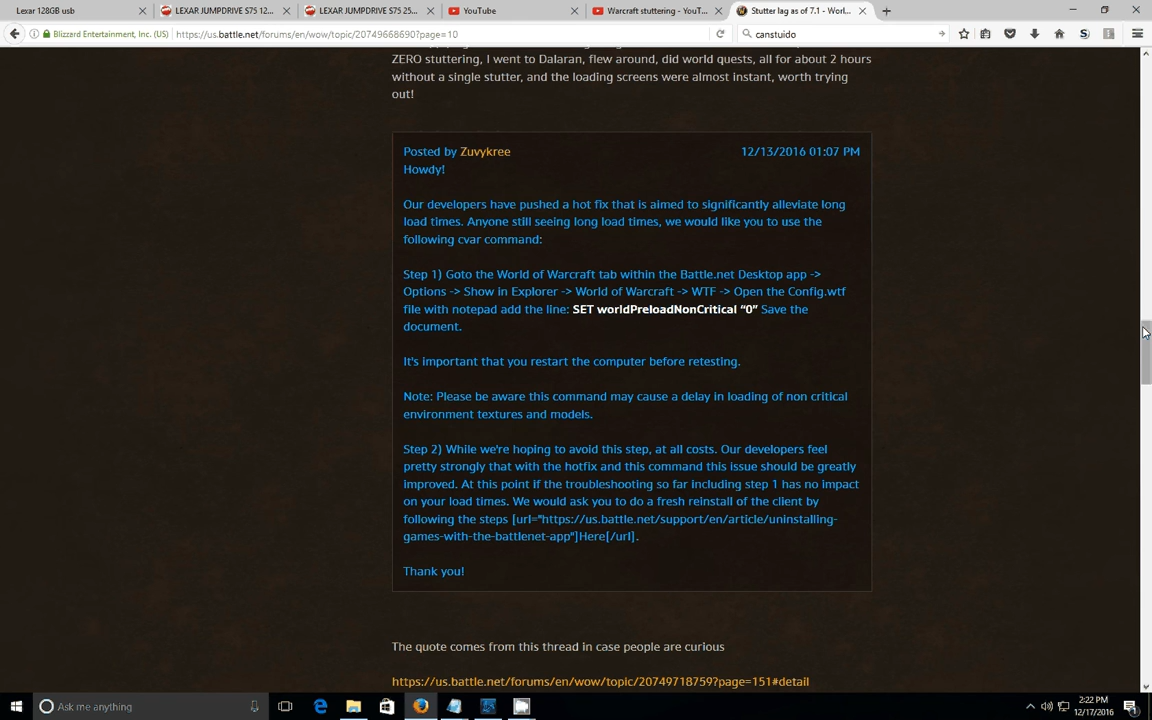 Lexar 128GB usb
LEXAR JUMPDRIVE S75 12...
LEXAR JUMPDRIVE S75 25...
YouTube
Warcraft stuttering - YouT...
Stutter lag as of 7.1 - Worl...
Blizzard Entertainment, Inc. (US)
https://us.battle.net/forums/en/wow/topic/20749668690?page=10
canstuido
ZERO stuttering, I went to Dalaran, flew around, did world quests, all for about 2 hours
without a single stutter, and the loading screens were almost instant, worth trying
out!
Posted by Zuvykree
12/13/2016 01:07 PM
Howdy!
Our developers have pushed a hot fix that is aimed to significantly alleviate long
load times. Anyone still seeing long load times, we would like you to use the
following cvar command:
Step 1) Goto the World of Warcraft tab within the Battle.net Desktop app ->
Options -> Show in Explorer -> World of Warcraft -> WTF -> Open the Config.wtf
file with notepad add the line: SET worldPreloadNonCritical “0” Save the
document.
It's important that you restart the computer before retesting.
Note: Please be aware this command may cause a delay in loading of non critical
environment textures and models.
Step 2) While we're hoping to avoid this step, at all costs. Our developers feel
pretty strongly that with the hotfix and this command this issue should be greatly
improved. At this point if the troubleshooting so far including step 1 has no impact
on your load times. We would ask you to do a fresh reinstall of the client by
following the steps [url="https://us.battle.net/support/en/article/uninstalling-
games-with-the-battlenet-app"]Here[/url].
Thank you!
The quote comes from this thread in case people are curious
https://us.battle.net/forums/en/wow/topic/20749718759?page=151#detail
Ask me anything
2:22 PM
12/17/2016